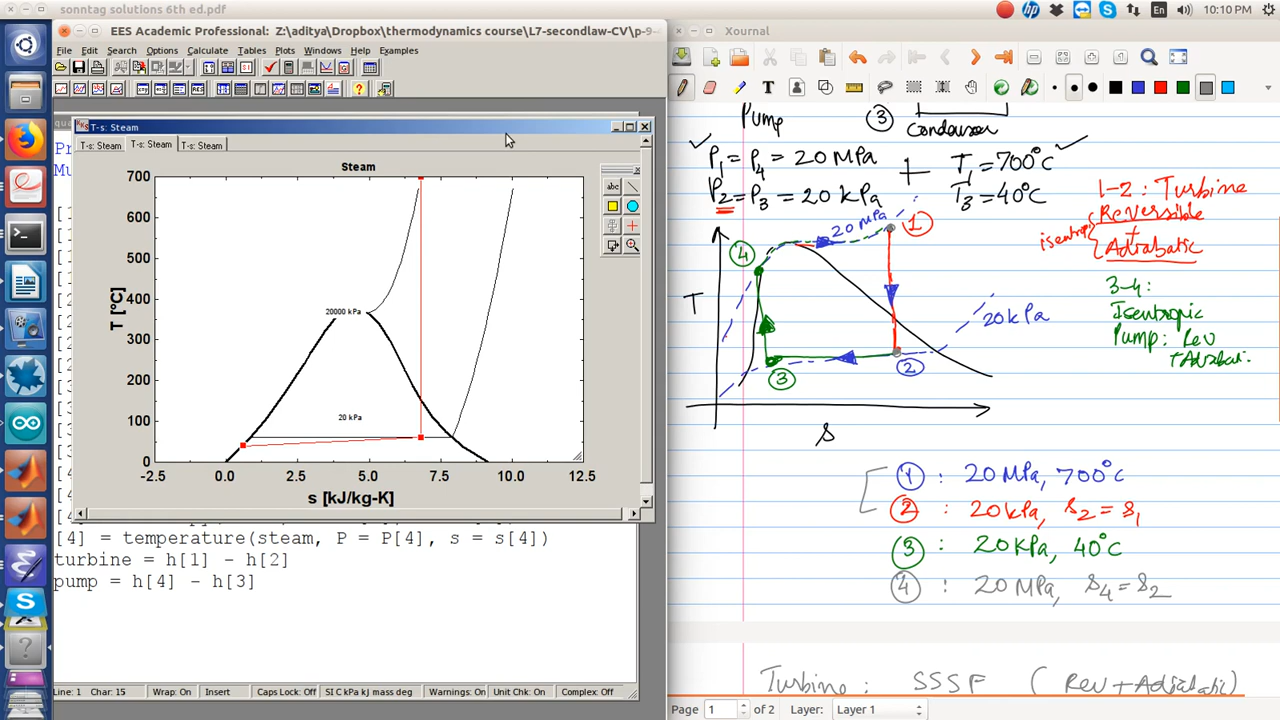 sonntag solutions 6th ed.pdf
En
10:10 PM
EES Academic Professional: Z:\aditya\Dropbox\thermodynamics course\L7-secondlaw-CV\p-9-
File Edit Search Options Calculate Tables Plots Windows Help Examples
T-s: Steam
T-s: Steam T-s: Steam T-s: Steam
Steam
700
600
500
400
300
200
100
0
T [°C]
20000 kPa
20 kPa
-2.5 0.0 2.5 5.0 7.5 10.0 12.5
s [kJ/kg-K]
abc
[4] = temperature(steam, P = P[4], s = s[4])
turbine = h[1] - h[2]
pump = h[4] - h[3]
Line: 1 Char: 15 Wrap: On Insert Caps Lock: Off SI C kPa kJ mass deg Warnings: On Unit Chk: On Complex: Off
Xournal
Pump 3 Condenser
P1 = P4 = 20 MPa + T1 = 700°C
P2 = P3 = 20 kPa T3 = 40°C
1-2: Turbine
isentropic Reversible
+
Adiabatic
3-4:
Isentropic
Pump: Rev
+ Adiabati.
20 MPa
1
4
T
20 kPa
2
3
s
1 : 20 MPa, 700°C
2 : 20 kPa, s2 = s1
3 : 20 kPa, 40°C
4 : 20 MPa, s4 = s2
Turbine: SSSF (Rev + Adiabatic)
Page 1 of 2 Layer: Layer 1